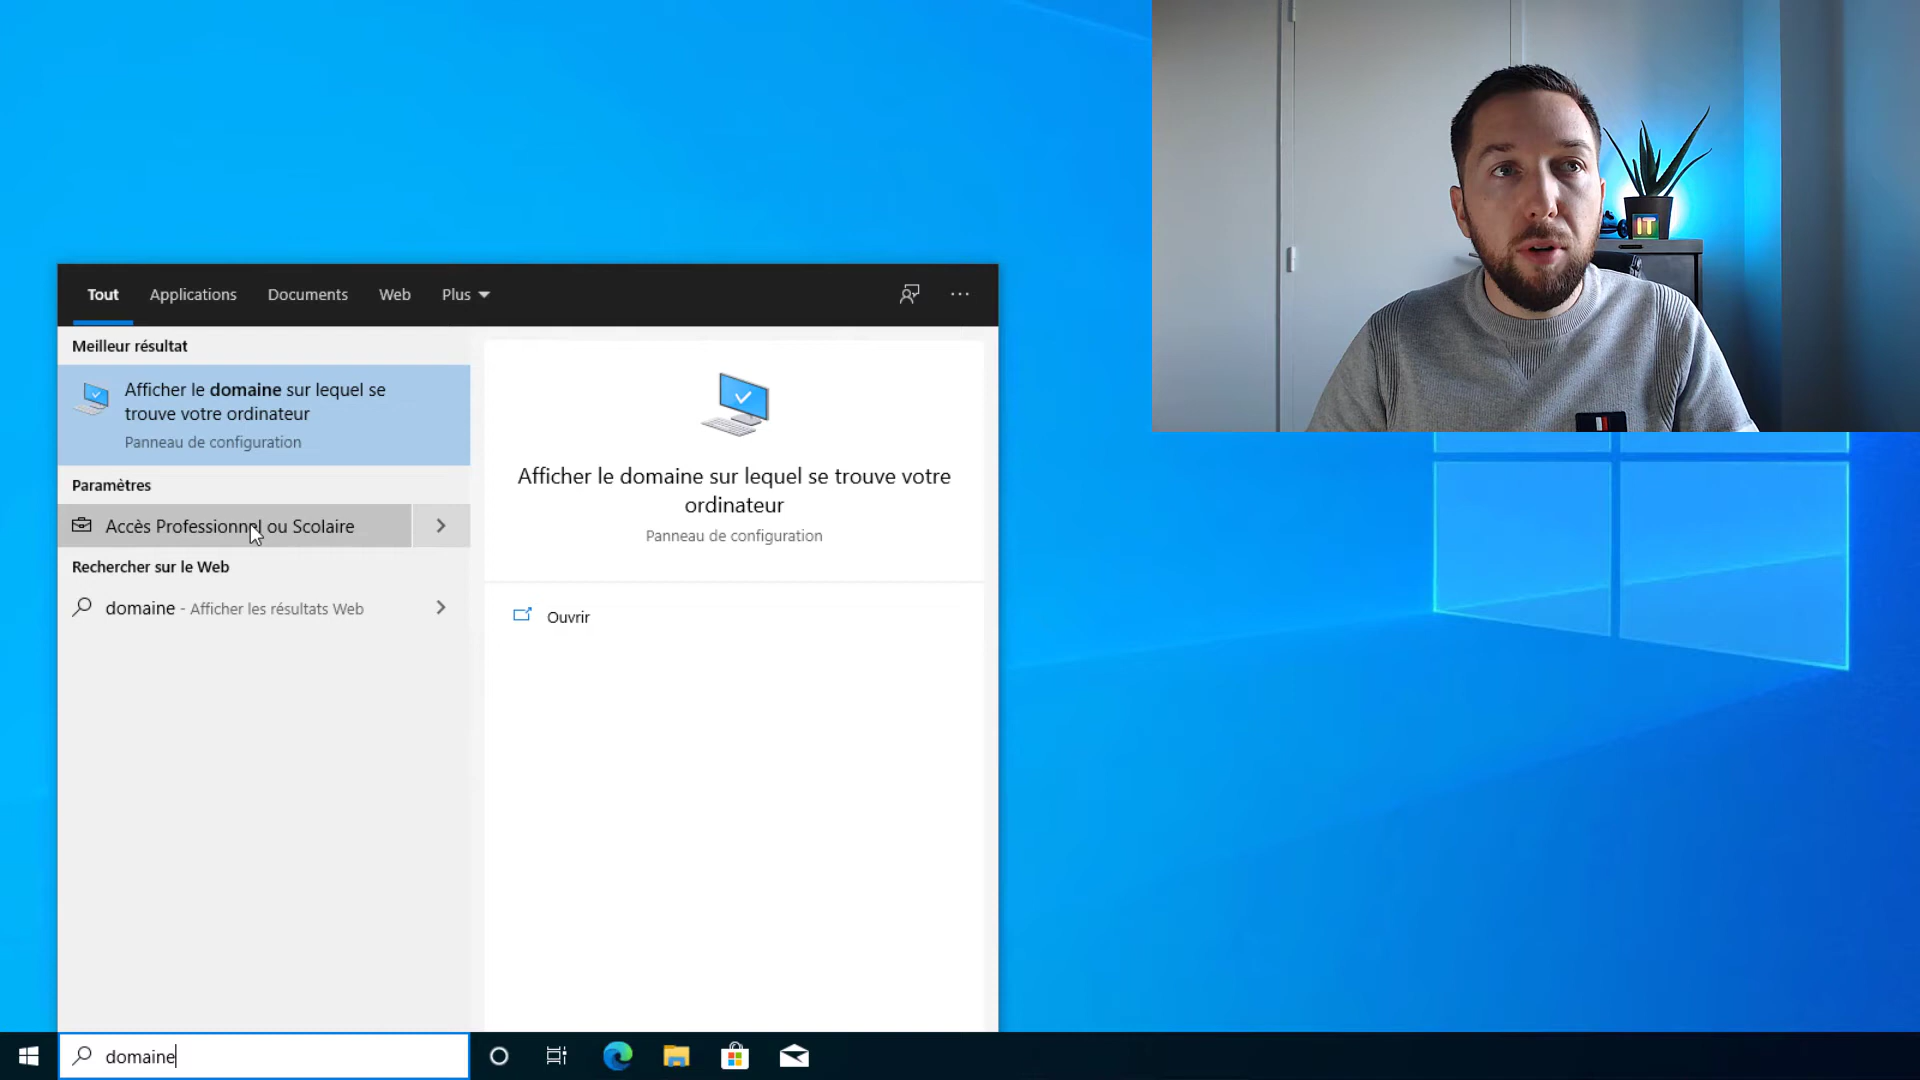 IT
Tout Applications Documents Web Plus
Meilleur résultat
Afficher le domaine sur lequel se
trouve votre ordinateur
Panneau de configuration
Paramètres
Accès Professionnel ou Scolaire
Rechercher sur le Web
domaine - Afficher les résultats Web
Afficher le domaine sur lequel se trouve votre
ordinateur
Panneau de configuration
Ouvrir
domaine